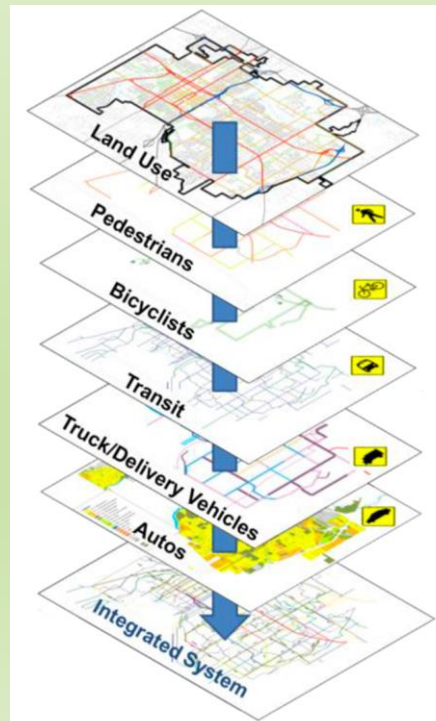 Land Use
Pedestrians
Bicyclists
Transit
Truck/Delivery Vehicles
Autos
Integrated System